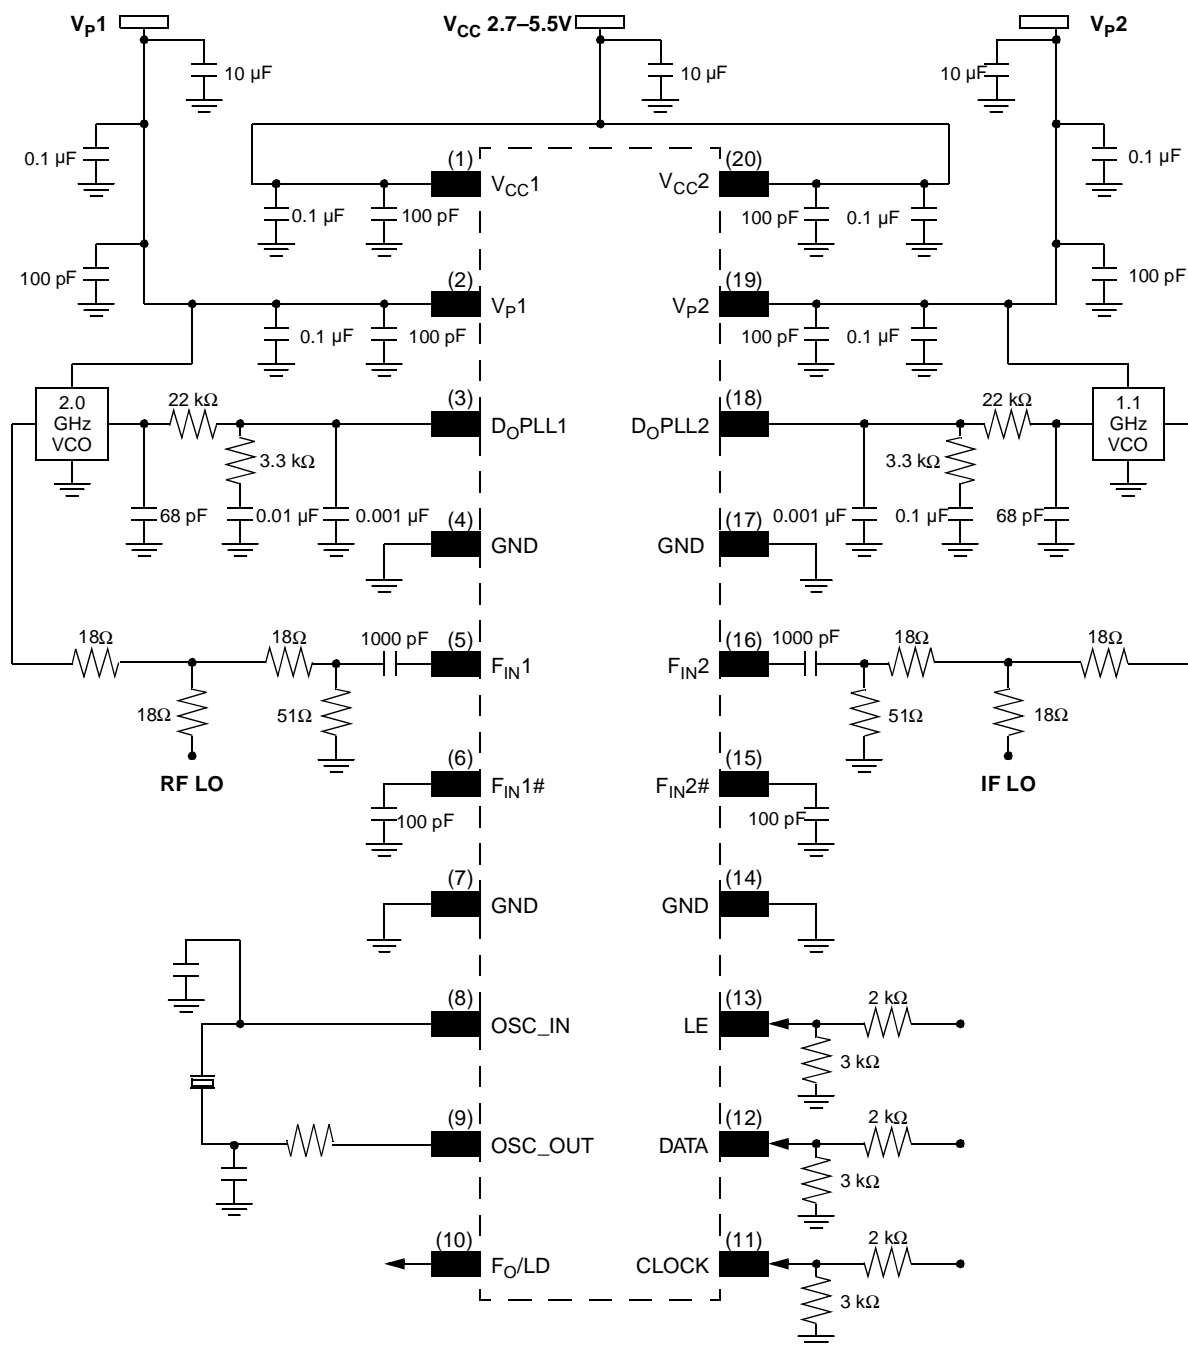 VP1
VCC 2.7–5.5V
VP2
10 µF
10 µF
10 µF
0.1 µF
0.1 µF
(1)
(20)
VCC1
VCC2
0.1 µF
100 pF
100 pF
0.1 µF
100 pF
100 pF
(2)
(19)
VP1
VP2
0.1 µF
100 pF
100 pF
0.1 µF
2.0
GHz
VCO
22 kΩ
(3)
(18)
22 kΩ
1.1
GHz
VCO
DOPLL1
DOPLL2
3.3 kΩ
3.3 kΩ
68 pF
0.01 µF
0.001 µF
(4)
(17)
0.001 µF
0.1 µF
68 pF
GND
GND
18Ω
18Ω
1000 pF
(5)
(16)
1000 pF
18Ω
18Ω
FIN1
FIN2
18Ω
51Ω
51Ω
18Ω
RF LO
IF LO
(6)
(15)
FIN1#
FIN2#
100 pF
100 pF
(7)
(14)
GND
GND
(8)
(13)
2 kΩ
OSC_IN
LE
3 kΩ
(9)
(12)
2 kΩ
OSC_OUT
DATA
3 kΩ
(10)
(11)
2 kΩ
FO/LD
CLOCK
3 kΩ